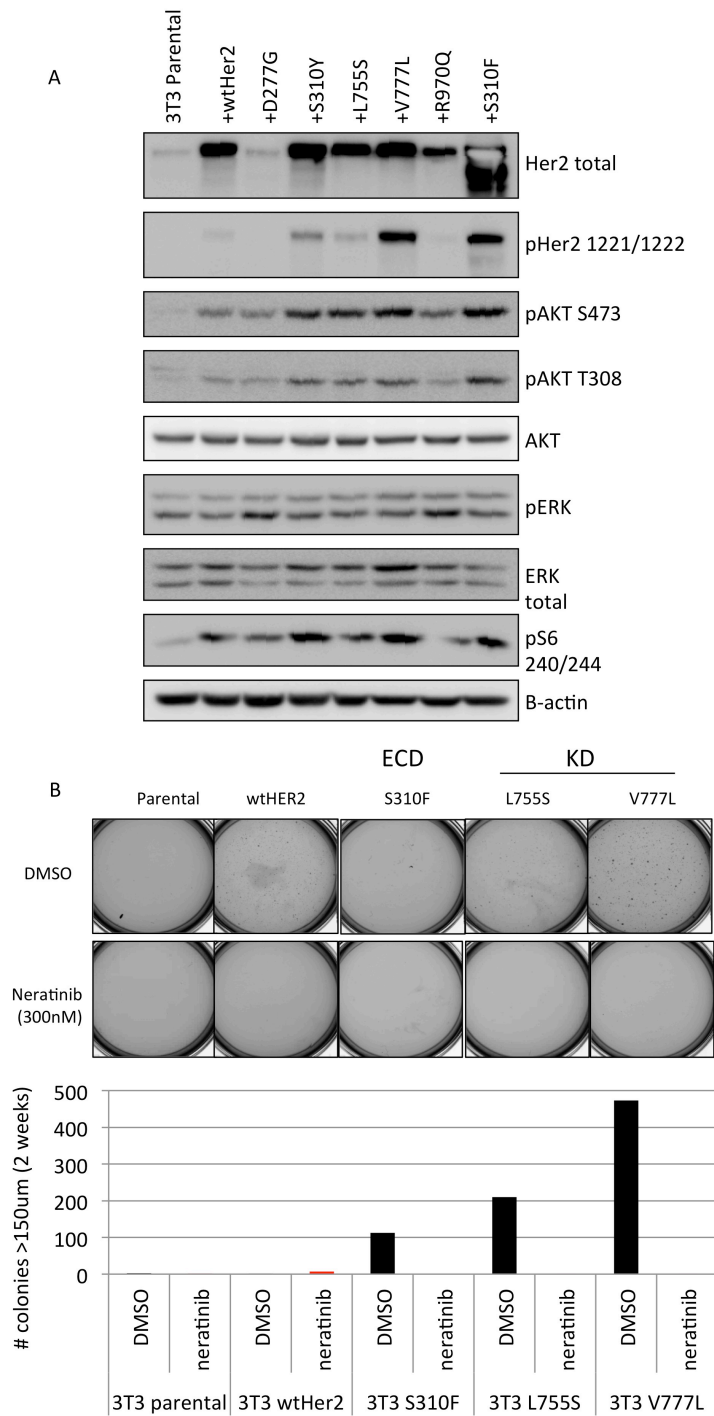 A
3T3 Parental
+wtHer2
+D277G
+S310Y
+L755S
+V777L
+R970Q
+S310F
Her2 total
pHer2 1221/1222
pAKT S473
pAKT T308
AKT
pERK
ERK
total
pS6
240/244
B-actin
B
ECD
KD
Parental
wtHER2
S310F
L755S
V777L
DMSO
Neratinib
(300nM)
# colonies >150um (2 weeks)
500
400
300
200
100
0
DMSO
neratinib
DMSO
neratinib
DMSO
neratinib
DMSO
neratinib
DMSO
neratinib
3T3 parental
3T3 wtHer2
3T3 S310F
3T3 L755S
3T3 V777L